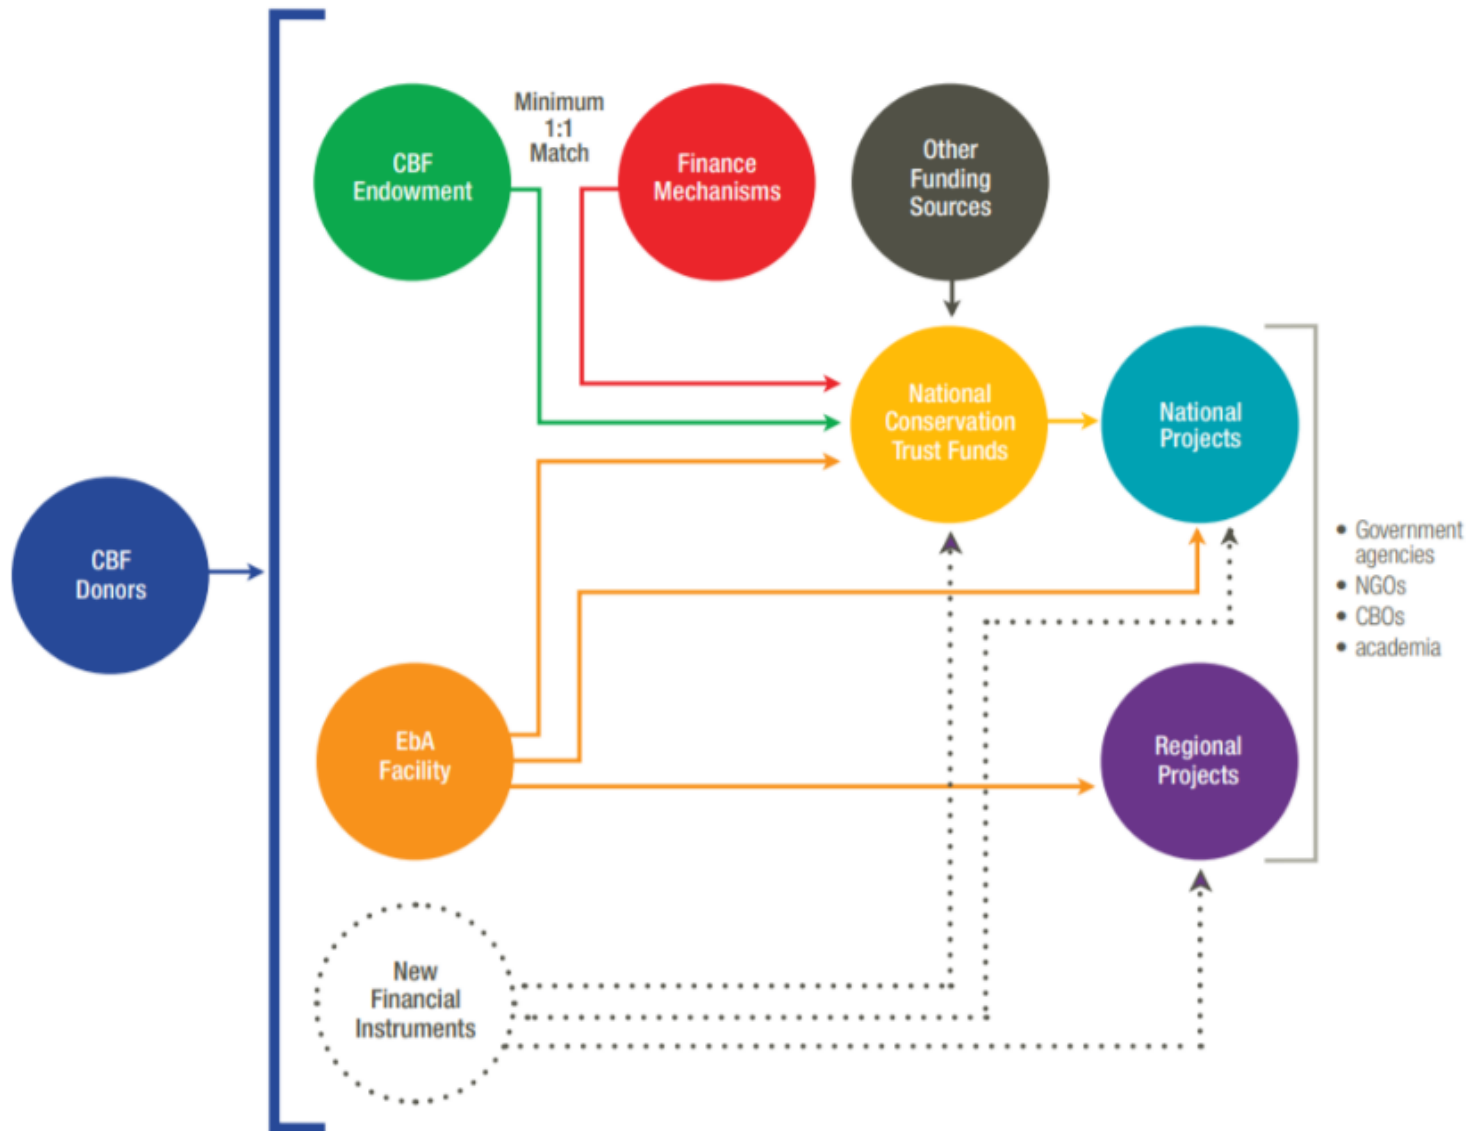 Minimum
1:1
Match
CBF
Endowment
Finance
Mechanisms
Other
Funding
Sources
National
Conservation
Trust Funds
National
Projects
CBF
Donors
• Government
agencies
• NGOs
• CBOs
• academia
EbA
Facility
Regional
Projects
New
Financial
Instruments